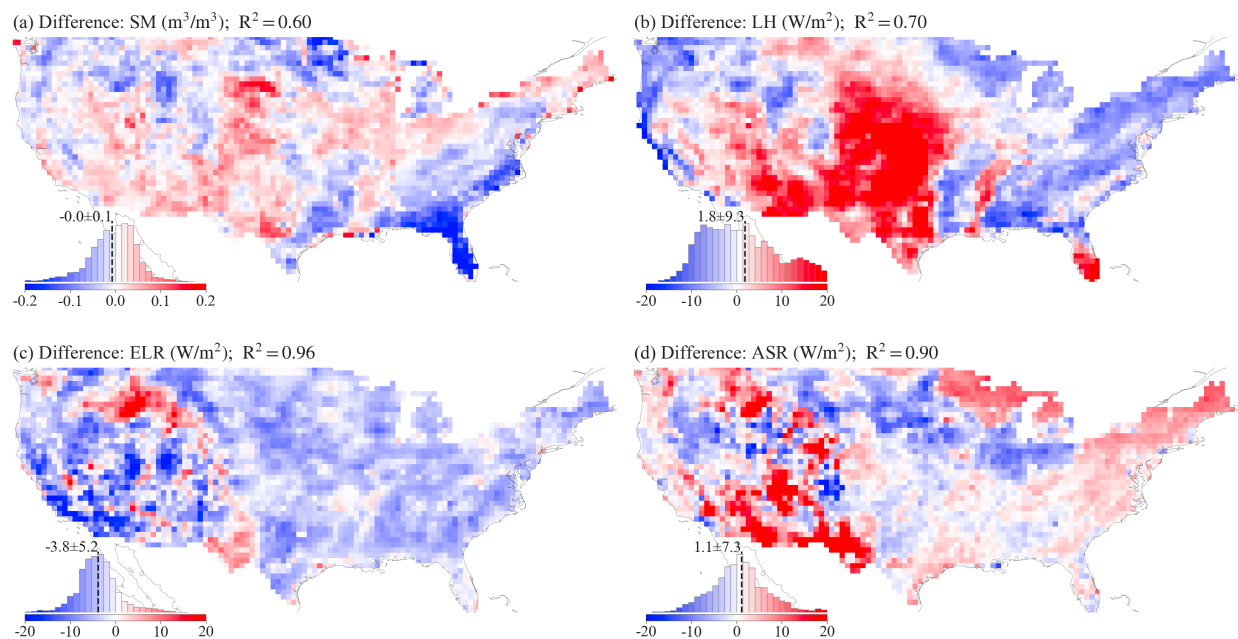 (a) Difference: SM (m³/m³); R² = 0.60
-0.0±0.1
-0.2 -0.1 0.0 0.1 0.2
(b) Difference: LH (W/m²); R² = 0.70
1.8±9.3
-20 -10 0 10 20
(c) Difference: ELR (W/m²); R² = 0.96
-3.8±5.2
-20 -10 0 10 20
(d) Difference: ASR (W/m²); R² = 0.90
1.1±7.3
-20 -10 0 10 20